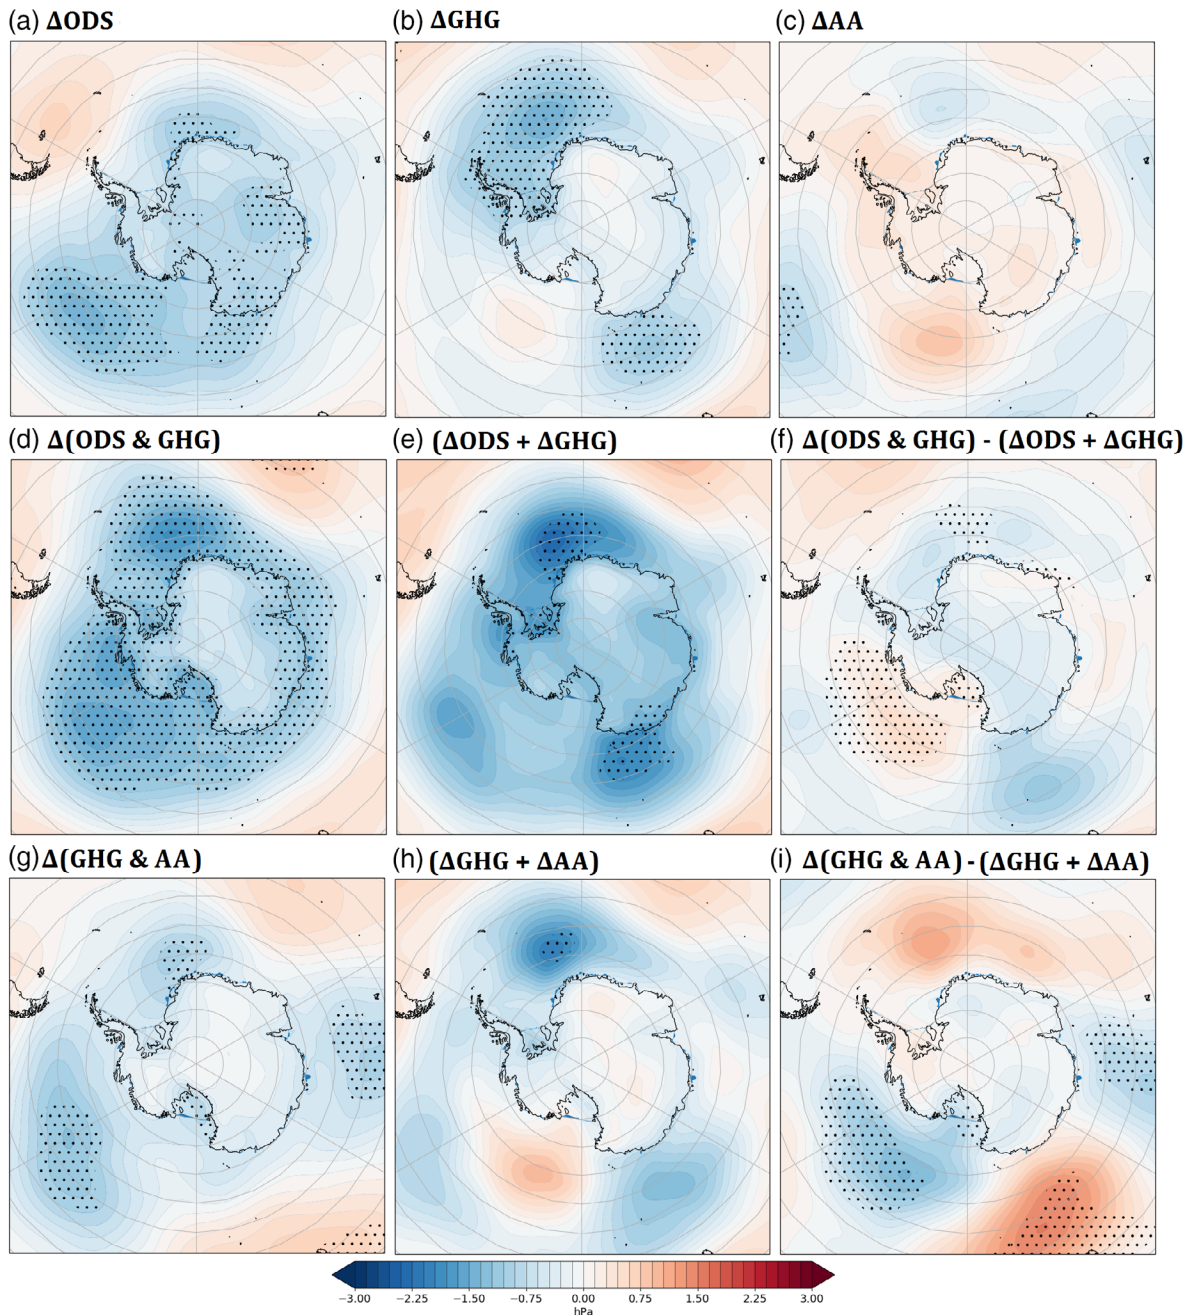 (a) ΔODS
(b) ΔGHG
(c) ΔAA
(d) Δ(ODS & GHG)
(e) (ΔODS + ΔGHG)
(f) Δ(ODS & GHG) - (ΔODS + ΔGHG)
(g) Δ(GHG & AA)
(h) (ΔGHG + ΔAA)
(i) Δ(GHG & AA) - (ΔGHG + ΔAA)
−3.00 −2.25 −1.50 −0.75 0.00 0.75 1.50 2.25 3.00
hPa